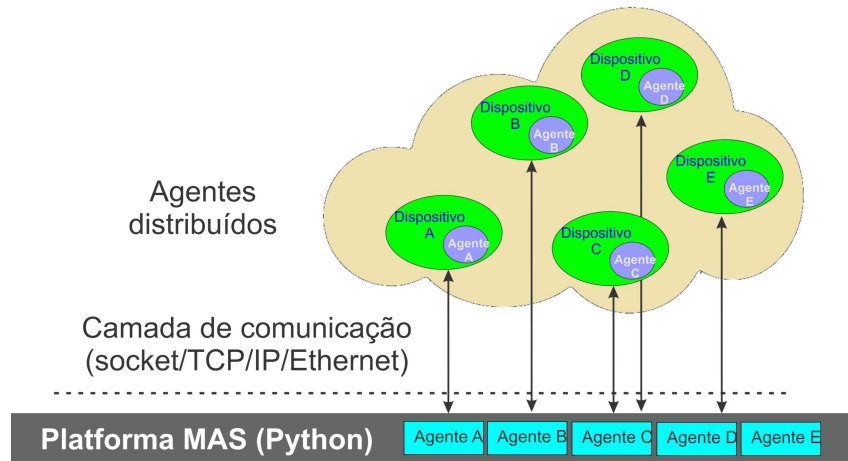 Dispositivo
D
Agente
D
Dispositivo
B
Agente
B
Dispositivo
E
Agente
E
Agentes
distribuídos
Dispositivo
A
Agente
A
Dispositivo
C
Agente
C
Camada de comunicação
(socket/TCP/IP/Ethernet)
Platforma MAS (Python)
Agente A
Agente B
Agente C
Agente D
Agente E